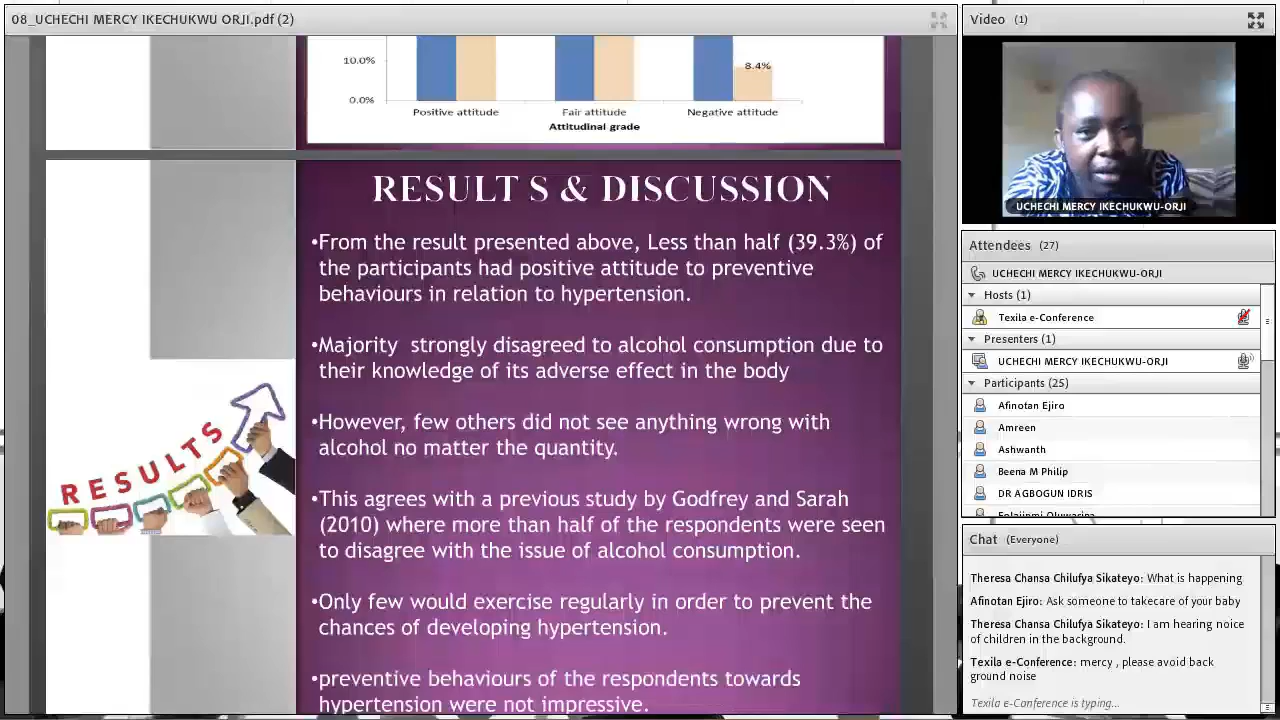 08_UCHECHI MERCY IKECHUKWU ORJI.pdf (2)
10.0%
0.0%
8.4%
Positive attitude
Fair attitude
Negative attitude
Attitudinal grade
RESULT S & DISCUSSION
•From the result presented above, Less than half (39.3%) of
the participants had positive attitude to preventive
behaviours in relation to hypertension.
•Majority strongly disagreed to alcohol consumption due to
their knowledge of its adverse effect in the body
•However, few others did not see anything wrong with
alcohol no matter the quantity.
•This agrees with a previous study by Godfrey and Sarah
(2010) where more than half of the respondents were seen
to disagree with the issue of alcohol consumption.
•Only few would exercise regularly in order to prevent the
chances of developing hypertension.
•preventive behaviours of the respondents towards
hypertension were not impressive.
RESULTS
Video (1)
UCHECHI MERCY IKECHUKWU-ORJI
Attendees (27)
UCHECHI MERCY IKECHUKWU-ORJI
Hosts (1)
Texila e-Conference
Presenters (1)
UCHECHI MERCY IKECHUKWU-ORJI
Participants (25)
Afinotan Ejiro
Amreen
Ashwanth
Beena M Philip
DR AGBOGUN IDRIS
Chat (Everyone)
Theresa Chansa Chilufya Sikateyo: What is happening
Afinotan Ejiro: Ask someone to takecare of your baby
Theresa Chansa Chilufya Sikateyo: I am hearing noice
of children in the background.
Texila e-Conference: mercy , please avoid back
ground noise
Texila e-Conference is typing...